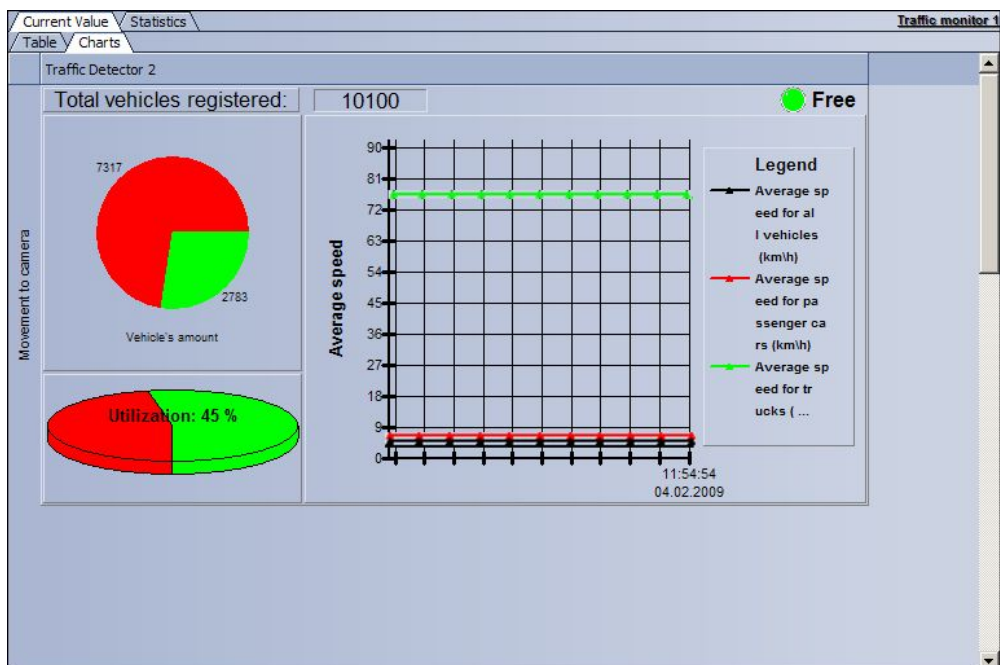 Current Value
Statistics
Traffic monitor 1
Table
Charts
Traffic Detector 2
Movement to camera
Total vehicles registered:
10100
Free
7317
2783
Vehicle's amount
Utilization: 45 %
Average speed
90
81
72
63
54
45
36
27
18
9
0
11:54:54
04.02.2009
Legend
Average sp
eed for al
l vehicles
(km\h)
Average sp
eed for pa
ssenger ca
rs (km\h)
Average sp
eed for tr
ucks ( ...